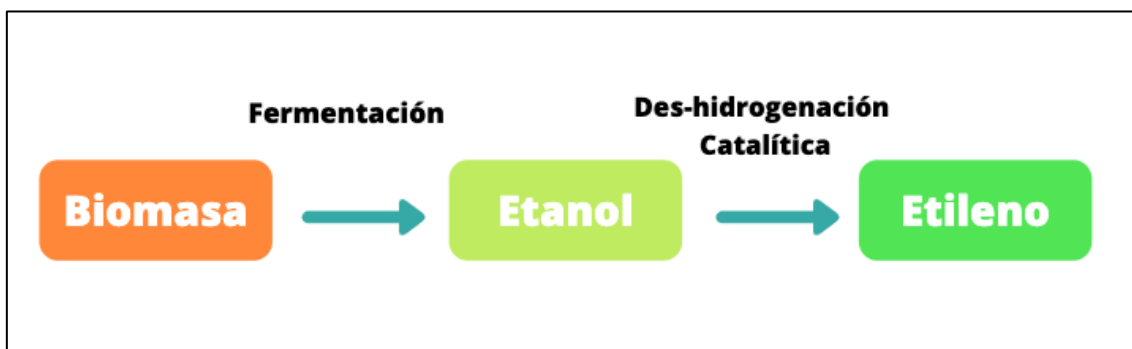 Fermentación
Des-hidrogenación
Catalítica
Biomasa
Etanol
Etileno